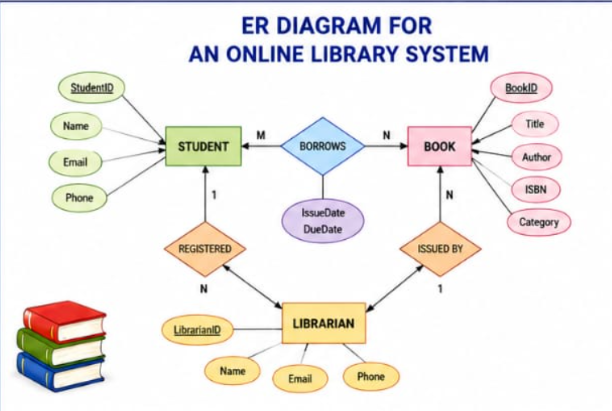 ER DIAGRAM FOR
AN ONLINE LIBRARY SYSTEM
StudentID
Name
Email
Phone
STUDENT
M
BORROWS
N
BOOK
IssueDate
DueDate
BookID
Title
Author
ISBN
Category
1
REGISTERED
N
N
ISSUED BY
1
LIBRARIAN
LibrarianID
Name
Email
Phone